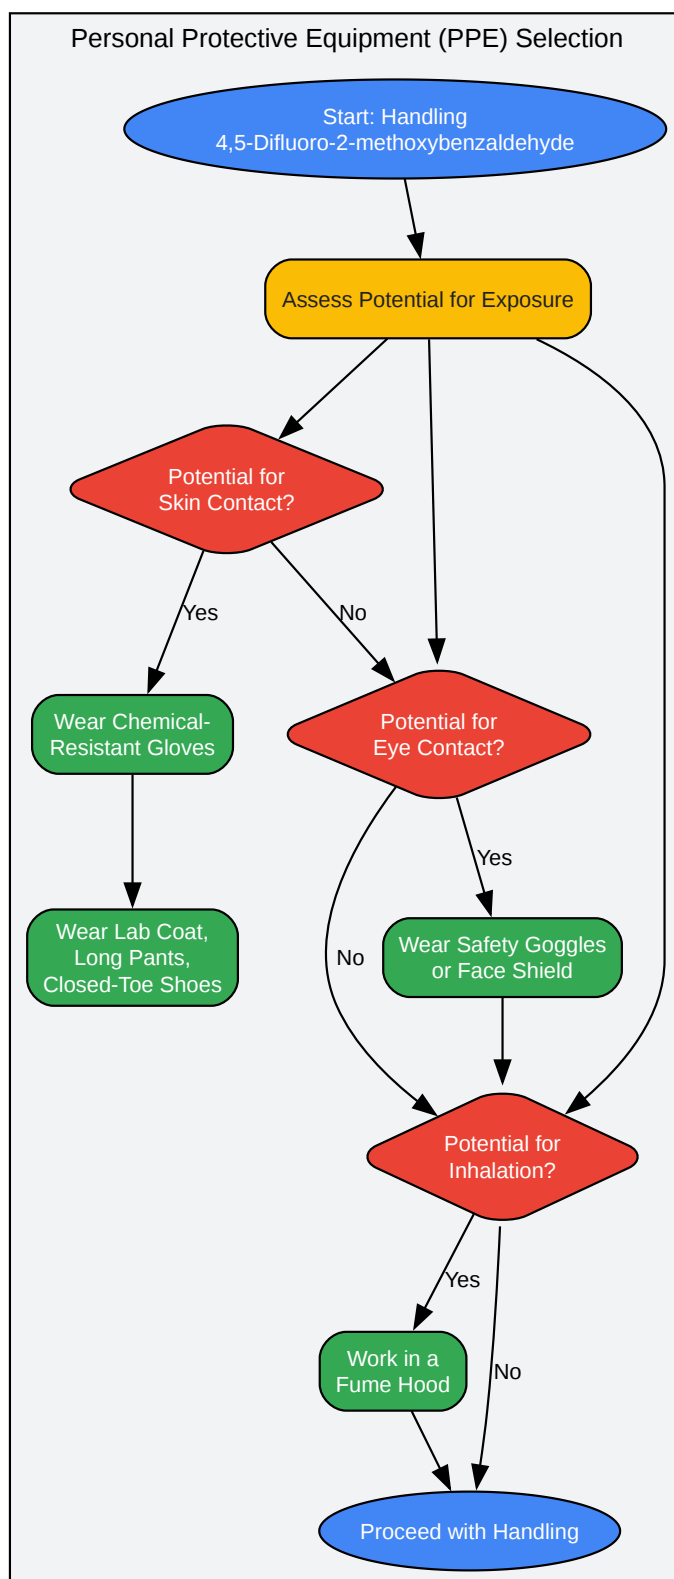 Personal Protective Equipment (PPE) Selection
Start: Handling
4,5-Difluoro-2-methoxybenzaldehyde
Assess Potential for Exposure
Potential for
Skin Contact?
Yes
No
Wear Chemical-
Resistant Gloves
Potential for
Eye Contact?
Yes
Wear Lab Coat,
Long Pants,
Closed-Toe Shoes
No
Wear Safety Goggles
or Face Shield
Potential for
Inhalation?
Yes
Work in a
Fume Hood
No
Proceed with Handling